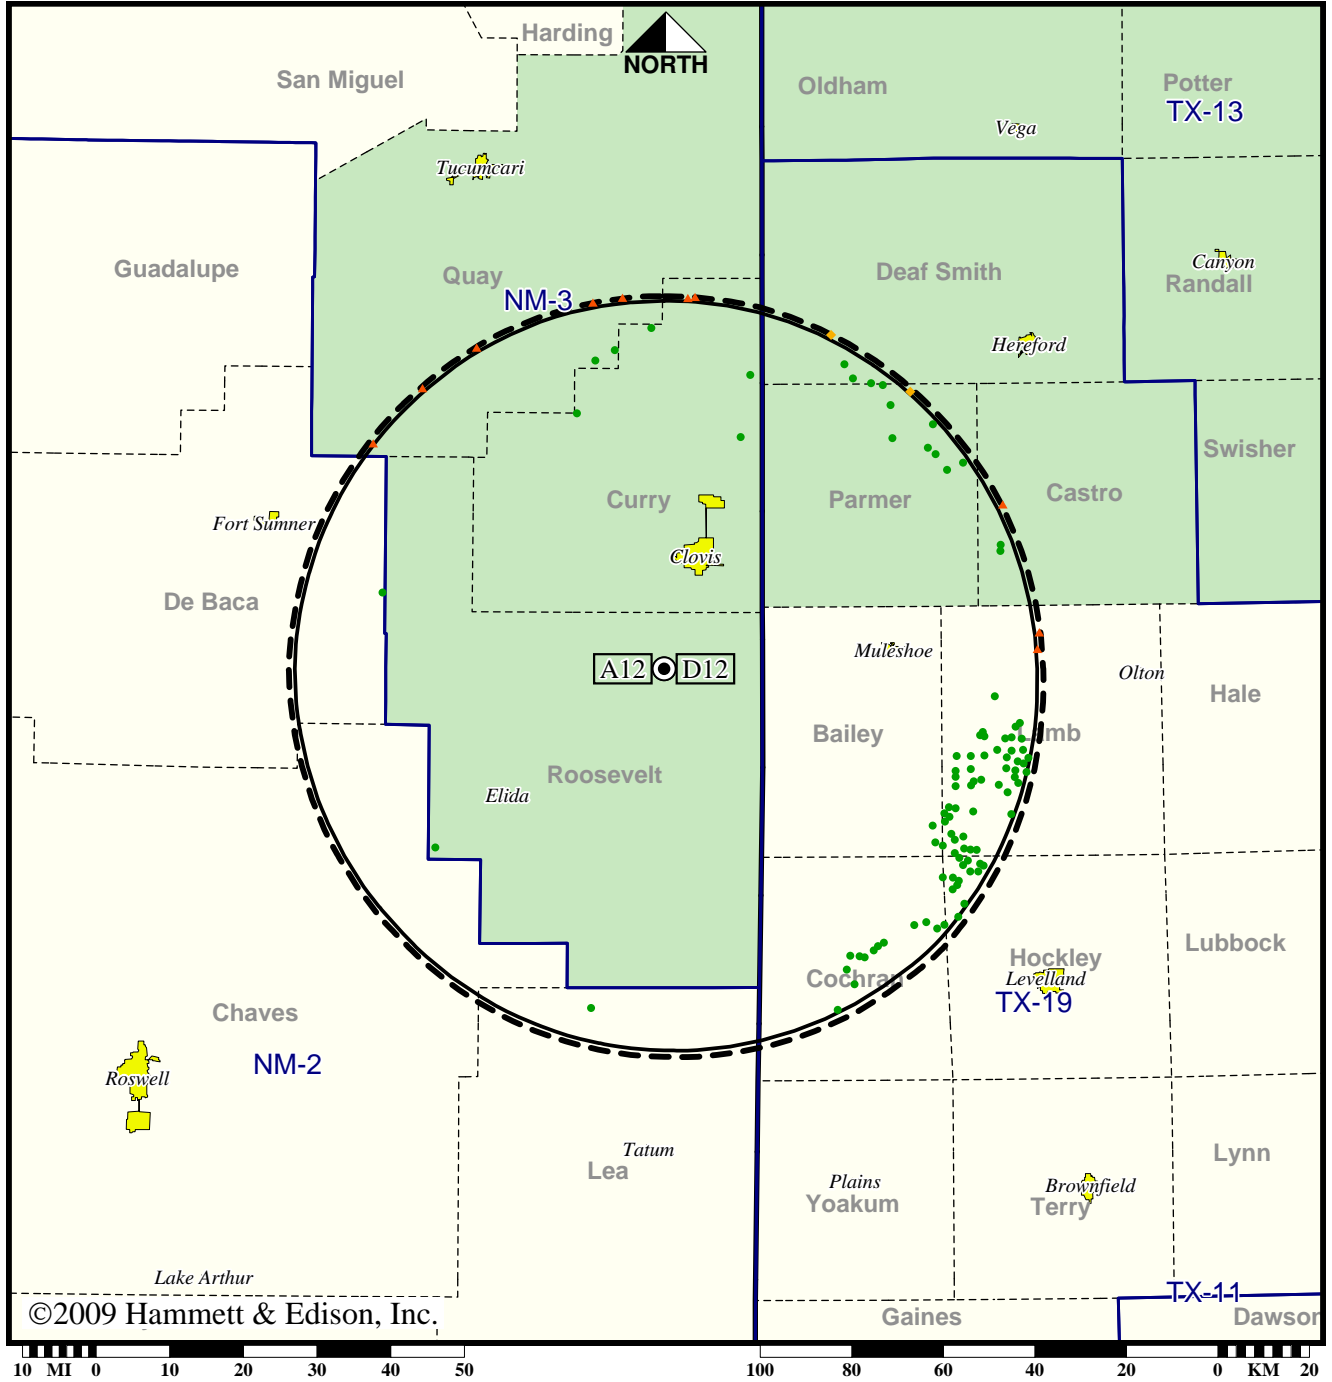 Harding
NORTH
San Miguel
Oldham
Potter
TX-13
Vega
Tucumcari
Guadalupe
Quay
NM-3
Deaf Smith
Canyon
Randall
Hereford
Swisher
Curry
Parmer
Castro
Fort Sumner
Clovis
De Baca
A12
D12
Muleshoe
Olton
Hale
Bailey
Lamb
Roosevelt
Elida
Lubbock
Hockley
Cochran
Levelland
TX-19
Chaves
NM-2
Roswell
Tatum
Lea
Plains
Yoakum
Brownfield
Terry
Lynn
Lake Arthur
TX-11
©2009 Hammett & Edison, Inc.
Gaines
Dawson
10 MI 0 10 20 30 40 50
100 80 60 40 20 0 KM 20